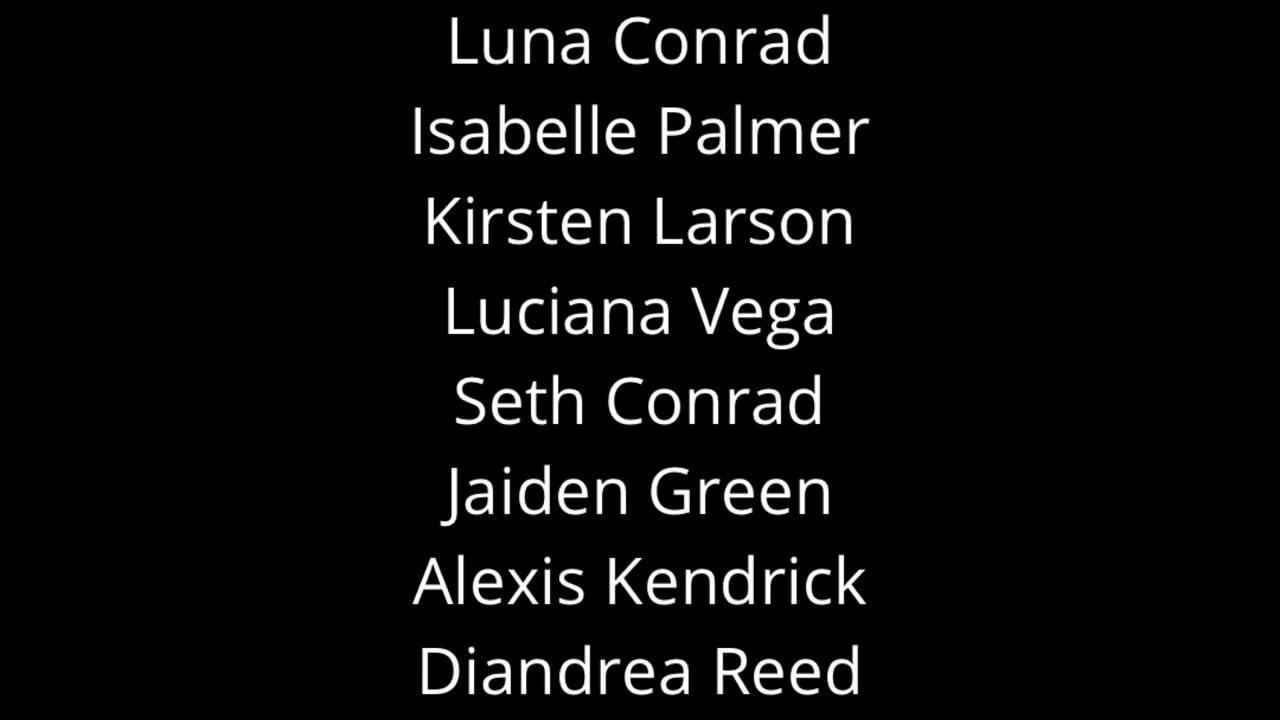 Luna Conrad
Isabelle Palmer
Kirsten Larson
Luciana Vega
Seth Conrad
Jaiden Green
Alexis Kendrick
Diandrea Reed